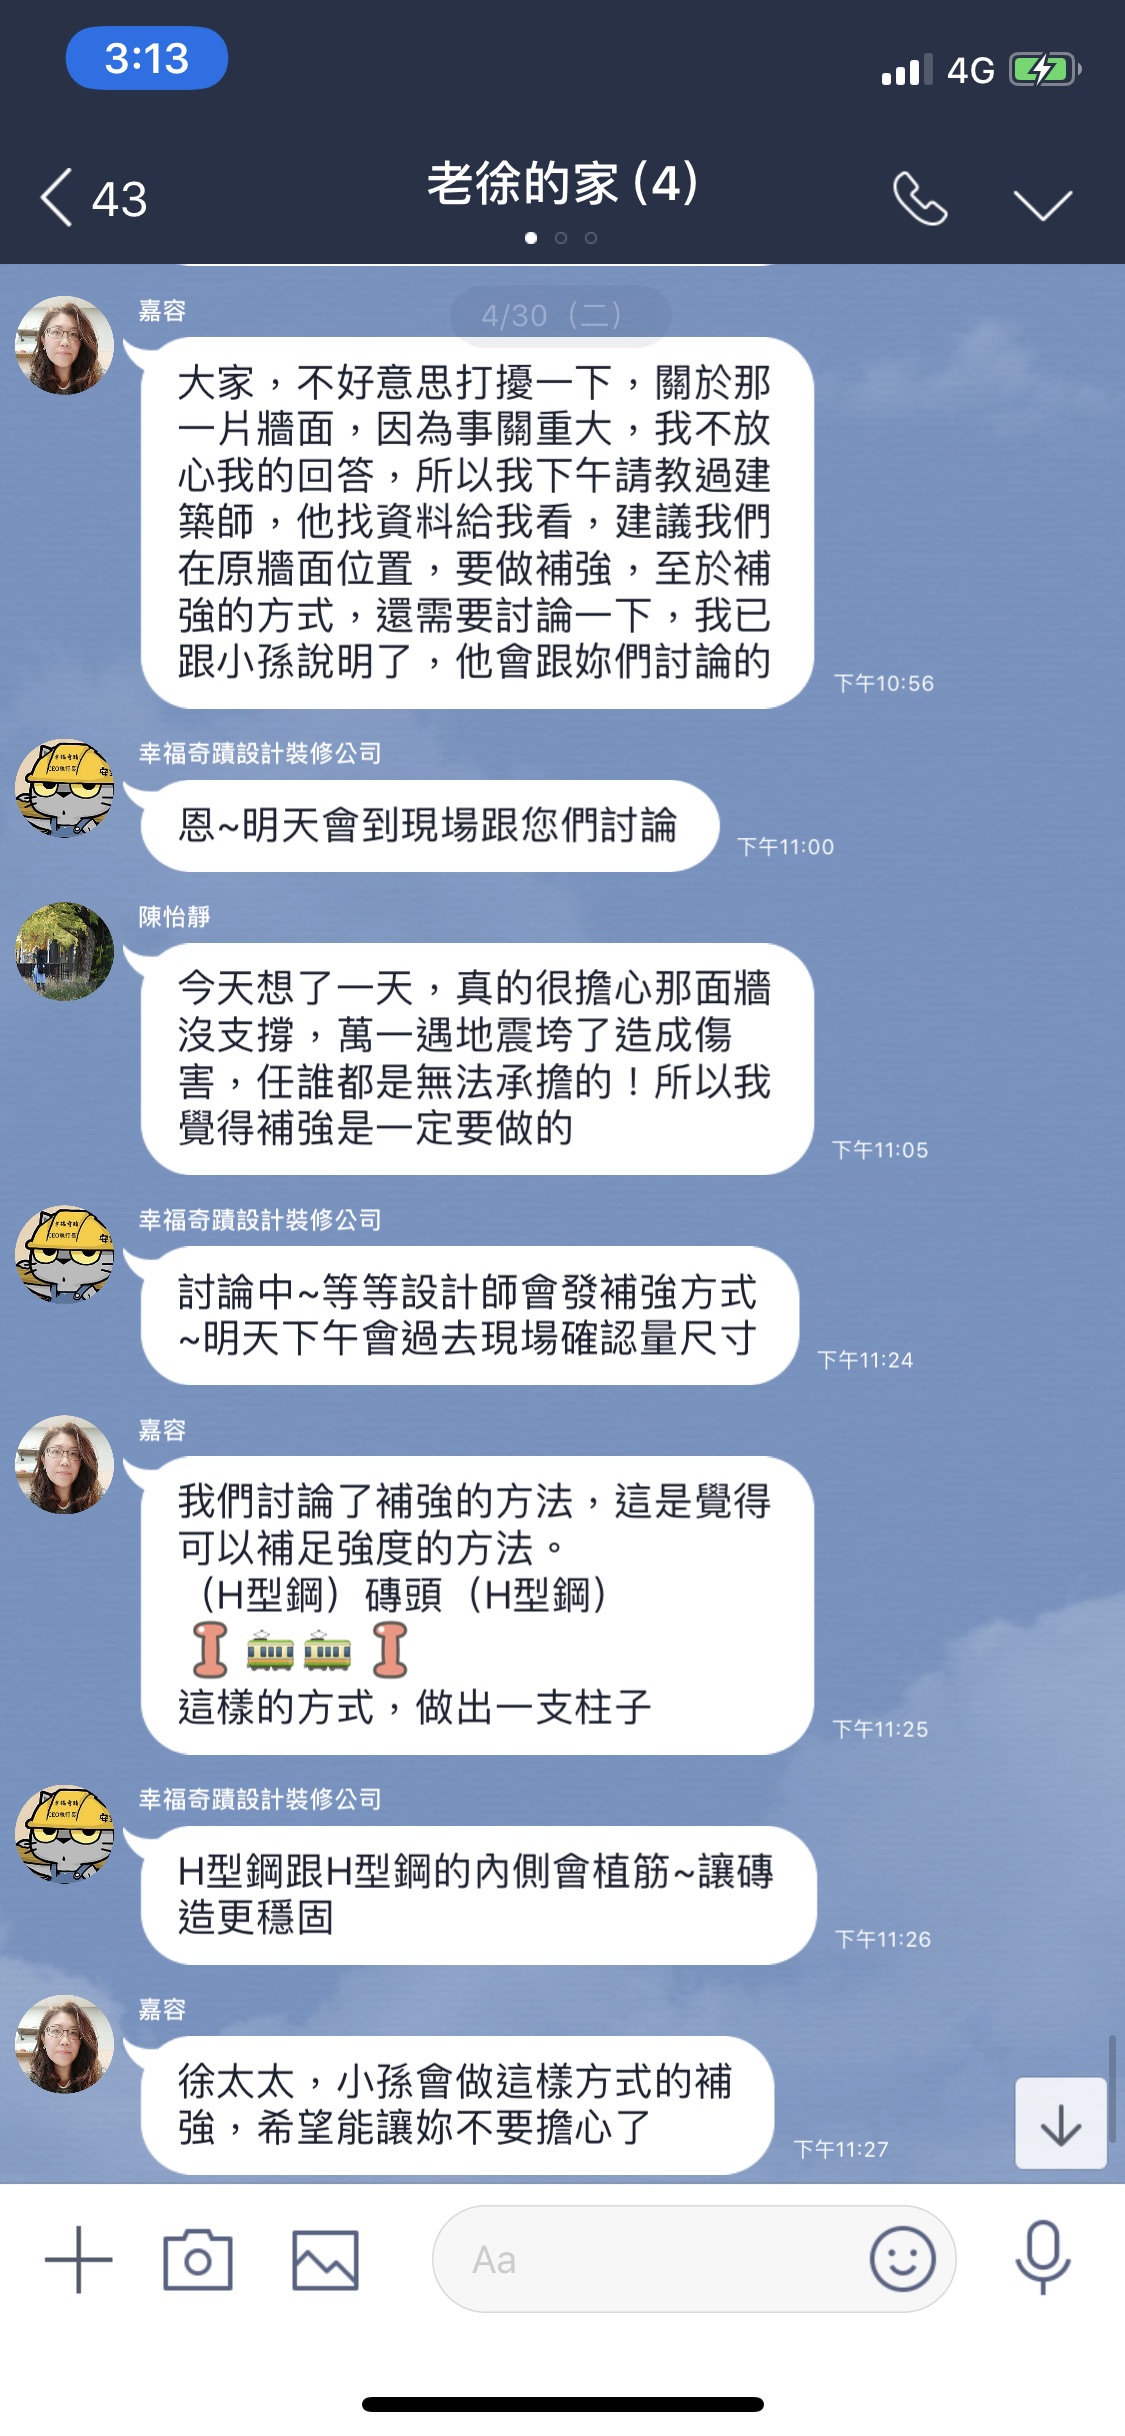 3:13
4G
43
老徐的家 (4)
4/30（二）
嘉容
大家，不好意思打擾一下，關於那
一片牆面，因為事關重大，我不放
心我的回答，所以我下午請教過建
築師，他找資料給我看，建議我們
在原牆面位置，要做補強，至於補
強的方式，還需要討論一下，我已
跟小孫說明了，他會跟妳們討論的
下午10:56
幸福奇蹟設計裝修公司
恩~明天會到現場跟您們討論
下午11:00
陳怡靜
今天想了一天，真的很擔心那面牆
沒支撐，萬一遇地震垮了造成傷
害，任誰都是無法承擔的！所以我
覺得補強是一定要做的
下午11:05
幸福奇蹟設計裝修公司
討論中~等等設計師會發補強方式
~明天下午會過去現場確認量尺寸
下午11:24
嘉容
我們討論了補強的方法，這是覺得
可以補足強度的方法。
（H型鋼）磚頭（H型鋼）
這樣的方式，做出一支柱子
下午11:25
幸福奇蹟設計裝修公司
H型鋼跟H型鋼的內側會植筋~讓磚
造更穩固
下午11:26
嘉容
徐太太，小孫會做這樣方式的補
強，希望能讓妳不要擔心了
下午11:27
Aa